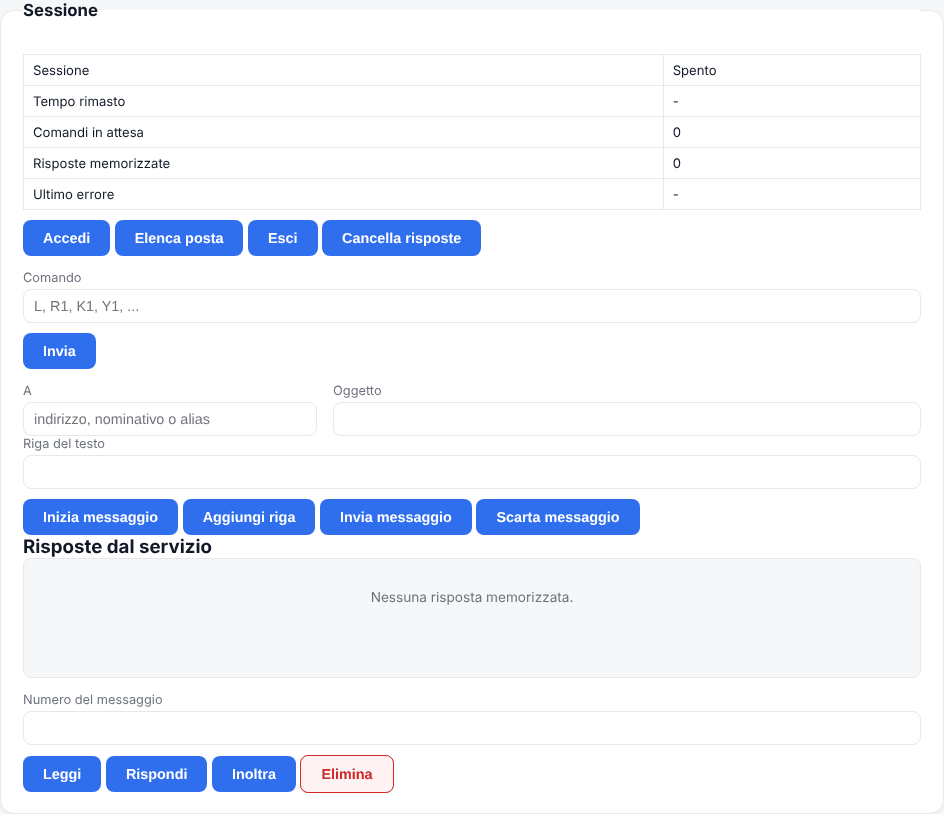 Sessione
Sessione Spento
Tempo rimasto -
Comandi in attesa 0
Risposte memorizzate 0
Ultimo errore -
Accedi Elenca posta Esci Cancella risposte
Comando
L, R1, K1, Y1, ...
Invia
A Oggetto
indirizzo, nominativo o alias
Riga del testo
Inizia messaggio Aggiungi riga Invia messaggio Scarta messaggio
Risposte dal servizio
Nessuna risposta memorizzata.
Numero del messaggio
Leggi Rispondi Inoltra Elimina